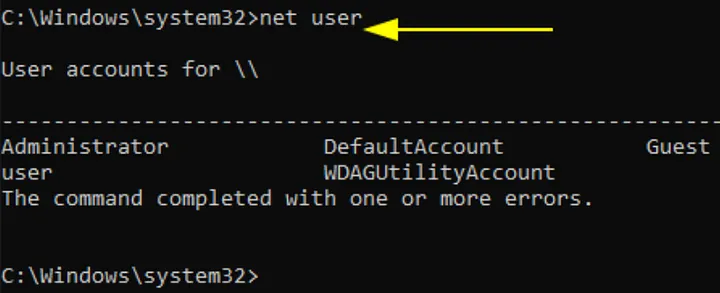 C:\Windows\system32>net user
User accounts for \\
-------------------------------------------------------------------------------
Administrator            DefaultAccount           Guest
user                     WDAGUtilityAccount
The command completed with one or more errors.
C:\Windows\system32>